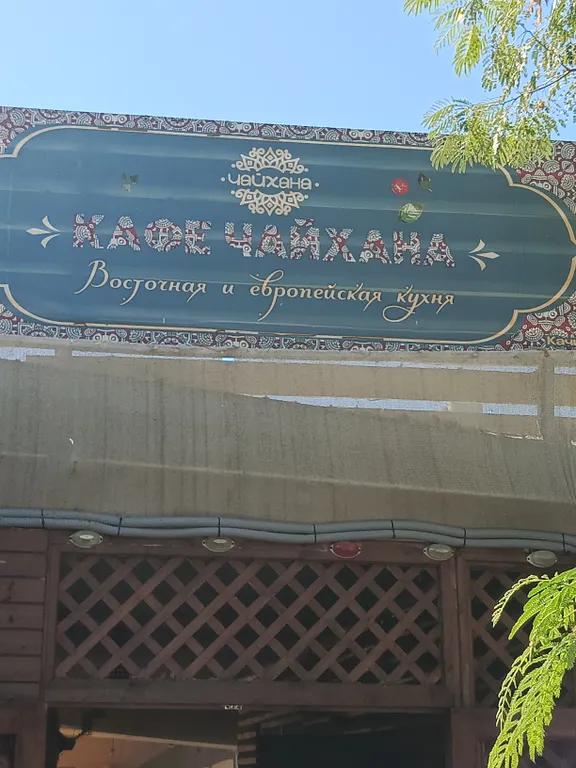 ЧАЙХАНА
КАФЕ ЧАЙХАНА
Восточная и европейская кухня